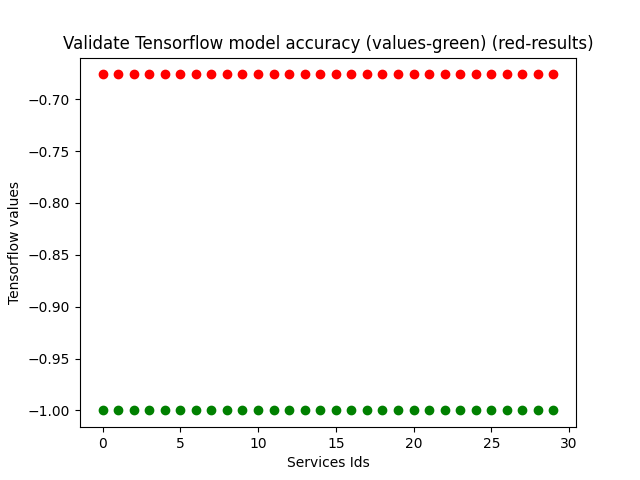 Validate Tensorflow model accuracy (values-green) (red-results)
−0.70
−0.75
−0.80
−0.85
−0.90
−0.95
−1.00
Tensorflow values
0 5 10 15 20 25 30
Services Ids